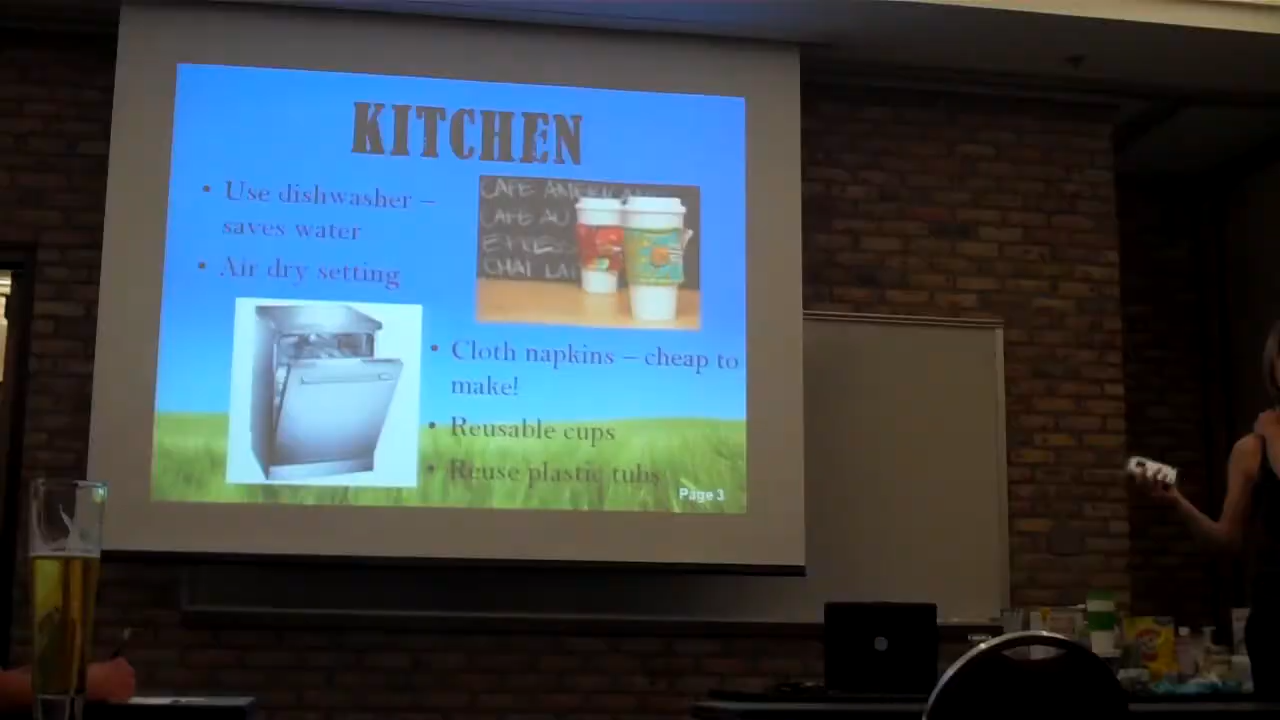 KITCHEN
• Use dishwasher –
saves water
• Air dry setting
CAFE AMERICAN
CAFE AU
CHAI LA
• Cloth napkins – cheap to
make!
• Reusable cups
• Reuse plastic tubs
Page 3